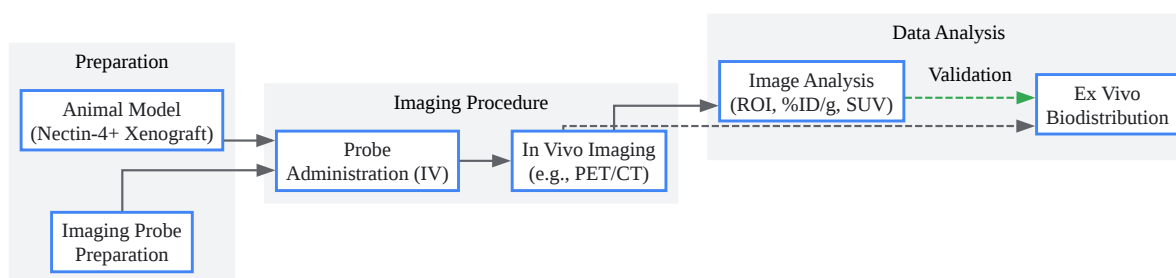 Preparation
Animal Model
(Nectin-4+ Xenograft)
Imaging Probe
Preparation
Imaging Procedure
Probe
Administration (IV)
In Vivo Imaging
(e.g., PET/CT)
Data Analysis
Image Analysis
(ROI, %ID/g, SUV)
Validation
Ex Vivo
Biodistribution